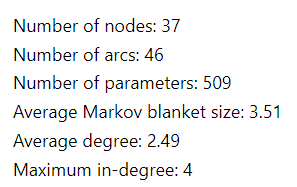 Number of nodes: 37
Number of arcs: 46
Number of parameters: 509
Average Markov blanket size: 3.51
Average degree: 2.49
Maximum in-degree: 4